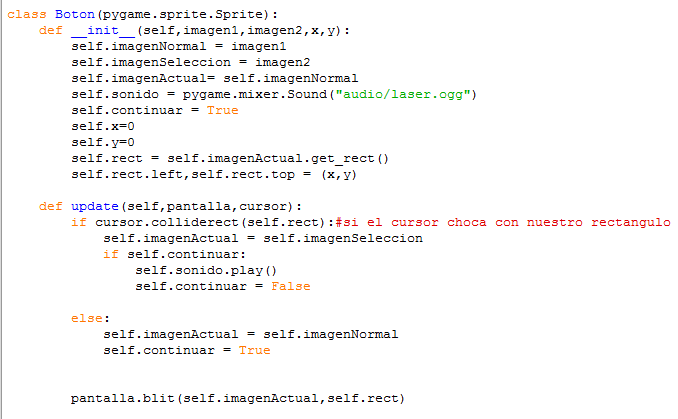 class Boton(pygame.sprite.Sprite):
    def __init__(self,imagen1,imagen2,x,y):
        self.imagenNormal = imagen1
        self.imagenSeleccion = imagen2
        self.imagenActual= self.imagenNormal
        self.sonido = pygame.mixer.Sound("audio/laser.ogg")
        self.continuar = True
        self.x=0
        self.y=0
        self.rect = self.imagenActual.get_rect()
        self.rect.left,self.rect.top = (x,y)

    def update(self,pantalla,cursor):
        if cursor.colliderect(self.rect):#si el cursor choca con nuestro rectangulo
            self.imagenActual = self.imagenSeleccion
            if self.continuar:
                self.sonido.play()
                self.continuar = False

        else:
            self.imagenActual = self.imagenNormal
            self.continuar = True


        pantalla.blit(self.imagenActual,self.rect)